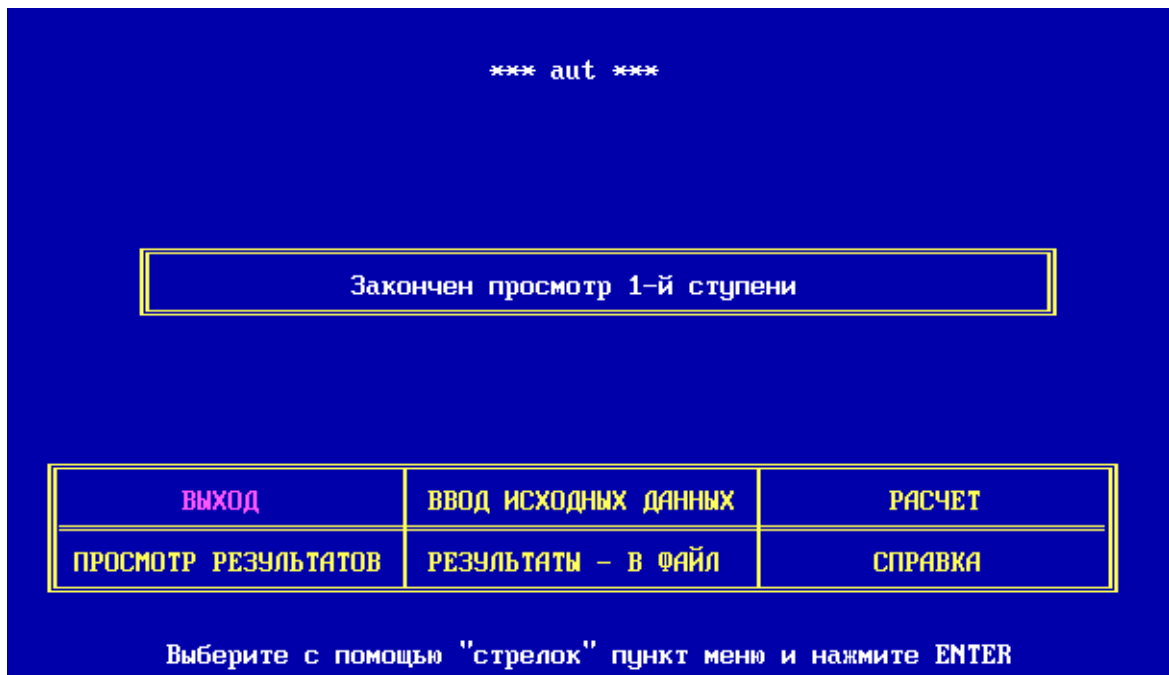 *** aut ***
Закончен просмотр 1-й ступени
ВЫХОД ВВОД ИСХОДНЫХ ДАННЫХ РАСЧЕТ
ПРОСМОТР РЕЗУЛЬТАТОВ РЕЗУЛЬТАТЫ - В ФАЙЛ СПРАВКА
Выберите с помощью "стрелок" пункт меню и нажмите ENTER